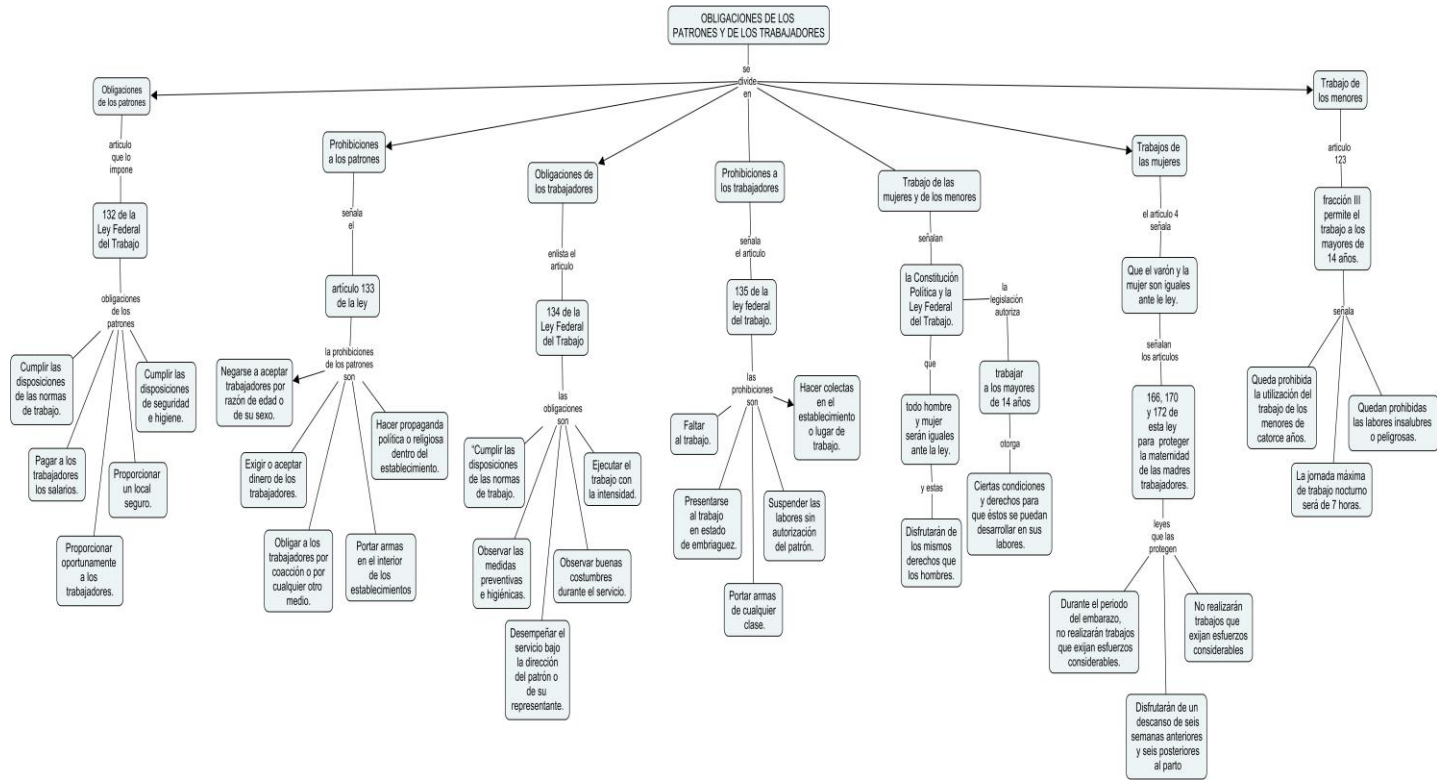 OBLIGACIONES DE LOS
PATRONES Y DE LOS TRABAJADORES
se
divide
en
Obligaciones
de los patrones
articulo
que lo
impone
132 de la
Ley Federal
del Trabajo
obligaciones
de los
patrones
Cumplir las
disposiciones
de las normas
de trabajo.
Pagar a los
trabajadores
los salarios.
Proporcionar
oportunamente
a los
trabajadores.
Proporcionar
un local
seguro.
Cumplir las
disposiciones
de seguridad
e higiene.
Prohibiciones
a los patrones
señala
el
artículo 133
de la ley
la prohibiciones
de los patrones
son
Negarse a aceptar
trabajadores por
razón de edad o
de su sexo.
Exigir o aceptar
dinero de los
trabajadores.
Obligar a los
trabajadores por
coacción o por
cualquier otro
medio.
Portar armas
en el interior
de los
establecimientos
Hacer propaganda
política o religiosa
dentro del
establecimiento.
Obligaciones de
los trabajadores
enlista el
artículo
134 de la
Ley Federal
del Trabajo
las
obligaciones
son
"Cumplir las
disposiciones
de las normas
de trabajo.
Observar las
medidas
preventivas
e higiénicas.
Desempeñar el
servicio bajo
la dirección
del patrón o
de su
representante.
Observar buenas
costumbres
durante el servicio.
Ejecutar el
trabajo con
la intensidad.
Prohibiciones a
los trabajadores
señala
el articulo
135 de la
ley federal
del trabajo.
las
prohibiciones
son
Faltar
al trabajo.
Presentarse
al trabajo
en estado
de embriaguez.
Portar armas
de cualquier
clase.
Suspender las
labores sin
autorización
del patrón.
Hacer colectas
en el
establecimiento
o lugar de
trabajo.
Trabajo de las
mujeres y de los menores
señalan
la Constitución
Política y la
Ley Federal del
Trabajo.
que
todo hombre
y mujer
serán iguales
ante la ley.
y estas
Disfrutarán de
los mismos
derechos que
los hombres.
la
legislación
autoriza
trabajar
a los mayores
de 14 años
otorga
Ciertas condiciones
y derechos para
que éstos se puedan
desarrollar en sus
labores.
Trabajos de
las mujeres
el articulo 4
señala
Que el varón y la
mujer son iguales
ante le ley.
señalan
los artículos
166, 170
y 172 de
esta ley
para proteger
la maternidad
de las madres
trabajadores.
leyes
que las
protegen
Durante el periodo
del embarazo,
no realizarán trabajos
que exijan esfuerzos
considerables.
Disfrutarán de un
descanso de seis
semanas anteriores
y seis posteriores
al parto
No realizarán
trabajos que
exijan esfuerzos
considerables
Trabajo de
los menores
articulo
123
fracción III
permite el
trabajo a los
mayores de
14 años.
señala
Queda prohibida
la utilización del
trabajo de los
menores de
catorce años.
La jornada máxima
de trabajo nocturno
será de 7 horas.
Quedan prohibidas
las labores insalubres
o peligrosas.